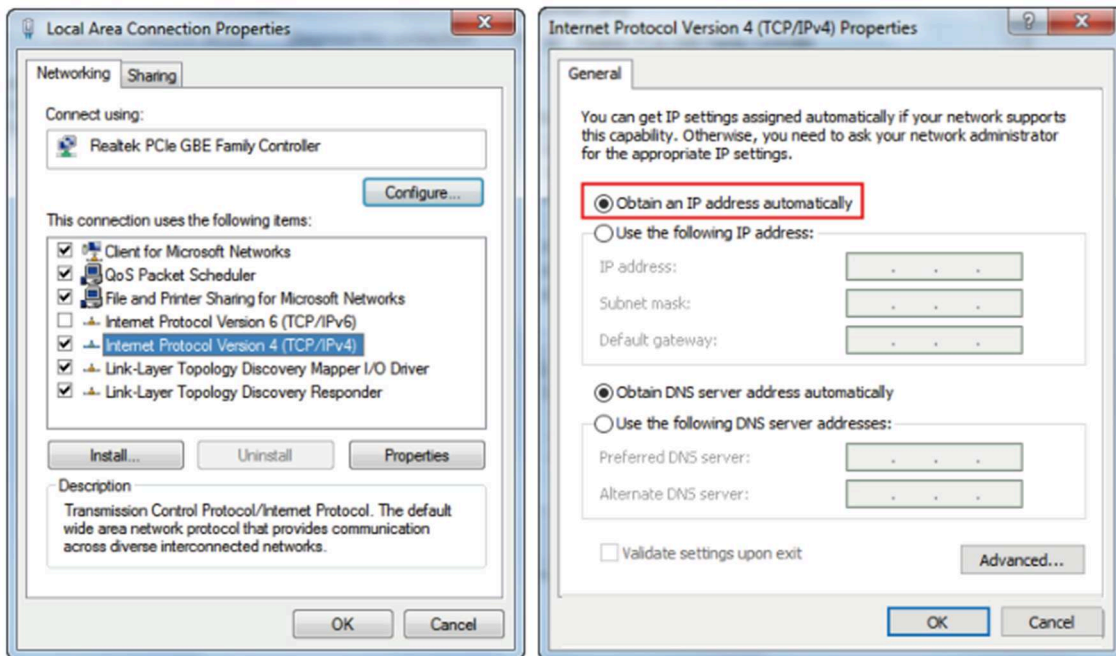 Local Area Connection Properties
Networking
Sharing
Connect using:
Realtek PCIe GBE Family Controller
Configure...
This connection uses the following items:
Client for Microsoft Networks
QoS Packet Scheduler
File and Printer Sharing for Microsoft Networks
Internet Protocol Version 6 (TCP/IPv6)
Internet Protocol Version 4 (TCP/IPv4)
Link-Layer Topology Discovery Mapper I/O Driver
Link-Layer Topology Discovery Responder
Install...
Uninstall
Properties
Description
Transmission Control Protocol/Internet Protocol. The default
wide area network protocol that provides communication
across diverse interconnected networks.
OK
Cancel
Internet Protocol Version 4 (TCP/IPv4) Properties
General
You can get IP settings assigned automatically if your network supports
this capability. Otherwise, you need to ask your network administrator
for the appropriate IP settings.
Obtain an IP address automatically
Use the following IP address:
IP address:
Subnet mask:
Default gateway:
Obtain DNS server address automatically
Use the following DNS server addresses:
Preferred DNS server:
Alternate DNS server:
Validate settings upon exit
Advanced...
OK
Cancel